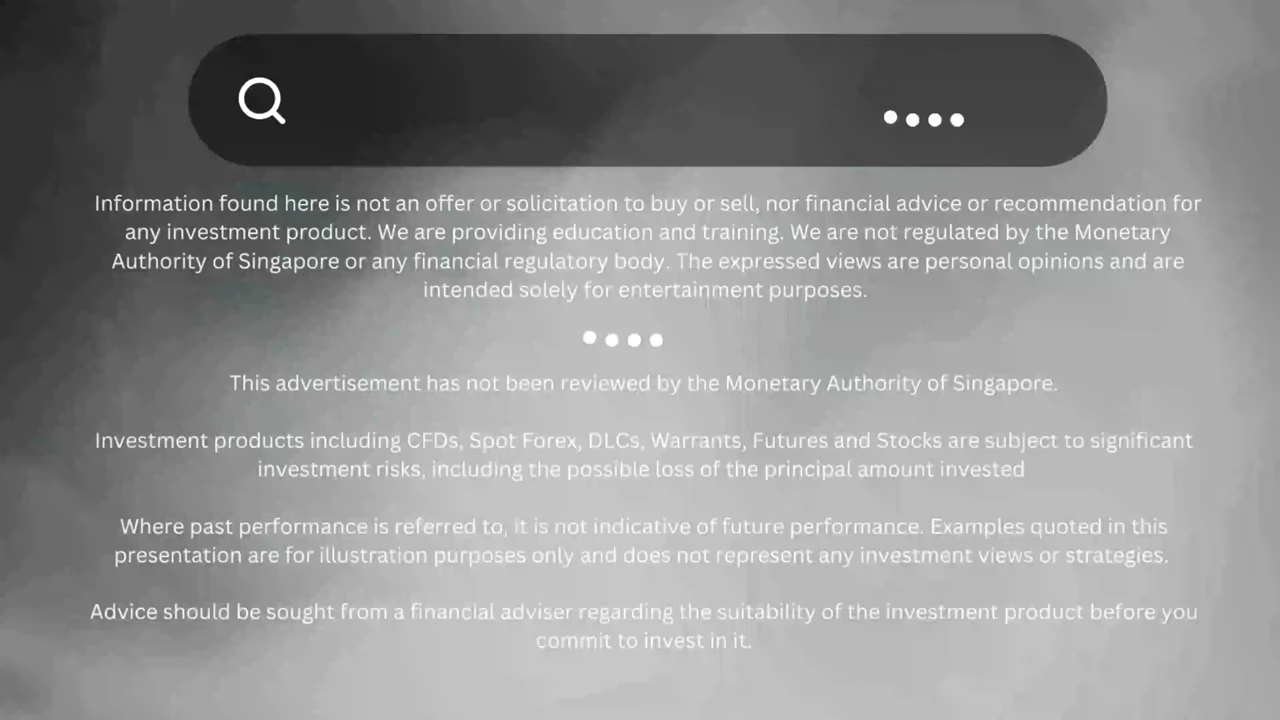 Information found here is not an offer or solicitation to buy or sell, nor financial advice or recommendation for
any investment product. We are providing education and training. We are not regulated by the Monetary
Authority of Singapore or any financial regulatory body. The expressed views are personal opinions and are
intended solely for entertainment purposes.
This advertisement has not been reviewed by the Monetary Authority of Singapore.
Investment products including CFDs, Spot Forex, DLCs, Warrants, Futures and Stocks are subject to significant
investment risks, including the possible loss of the principal amount invested
Where past performance is referred to, it is not indicative of future performance. Examples quoted in this
presentation are for illustration purposes only and does not represent any investment views or strategies.
Advice should be sought from a financial adviser regarding the suitability of the investment product before you
commit to invest in it.